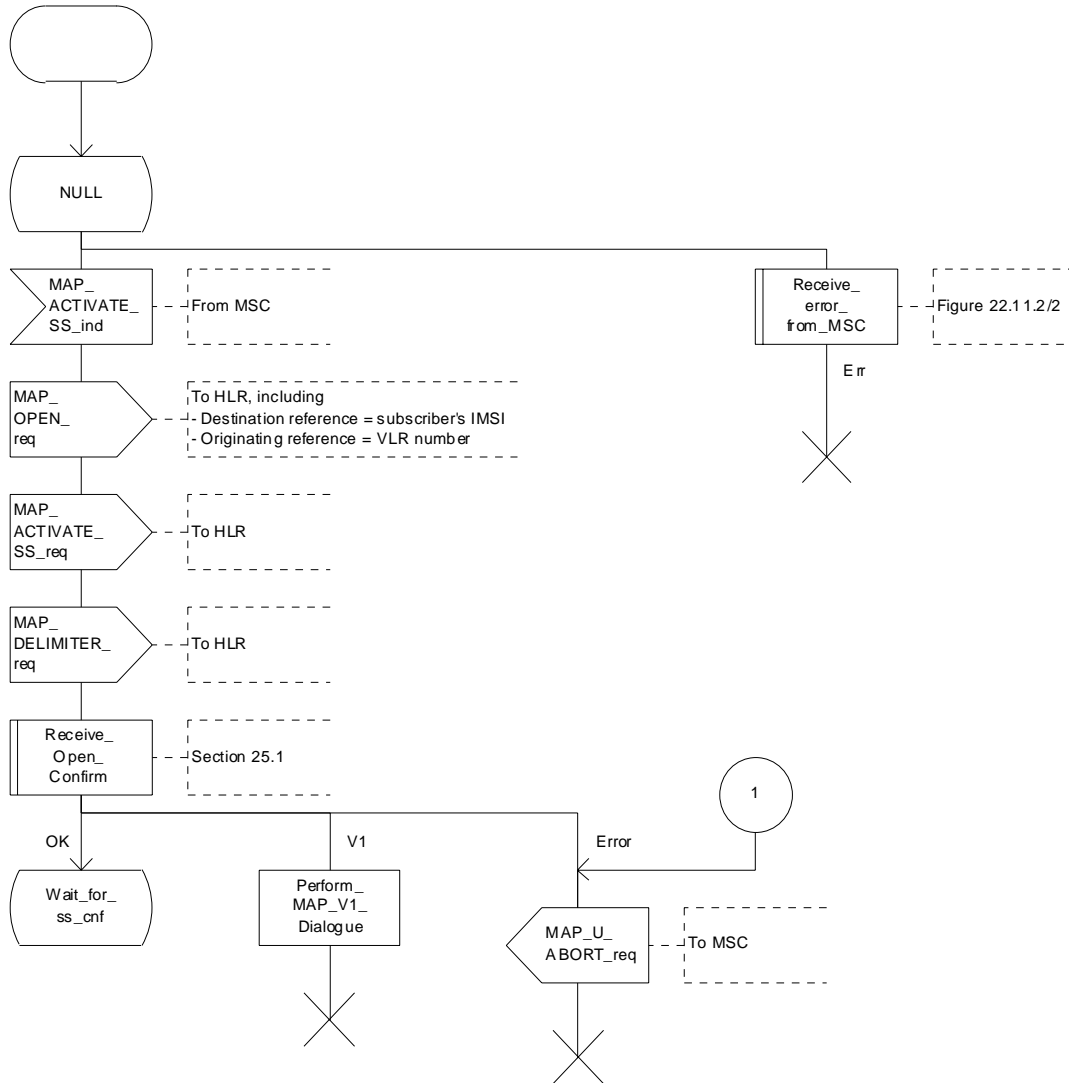 NULL
MAP_
ACTIVATE_
SS_ind
From MSC
Receive_
error_
from_MSC
Figure 22.11.2/2
Err
MAP_
OPEN_
req
To HLR, including
- Destination reference = subscriber's IMSI
- Originating reference = VLR number
MAP_
ACTIVATE_
SS_req
To HLR
MAP_
DELIMITER_
req
To HLR
Receive_
Open_
Confirm
Section 25.1
1
OK
V1
Error
Wait_for_
ss_cnf
Perform_
MAP_V1_
Dialogue
MAP_U_
ABORT_req
To MSC